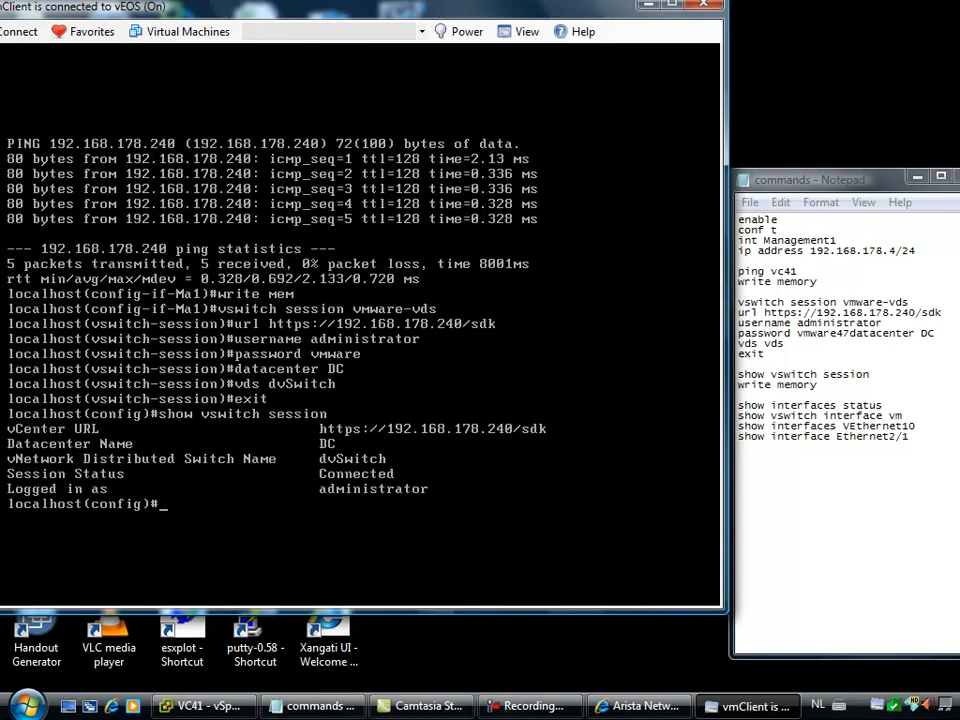 mClient is connected to vEOS (On)
Connect Favorites Virtual Machines Power View Help
PING 192.168.178.240 (192.168.178.240) 72(100) bytes of data.
80 bytes from 192.168.178.240: icmp_seq=1 ttl=128 time=2.13 ms
80 bytes from 192.168.178.240: icmp_seq=2 ttl=128 time=0.336 ms
80 bytes from 192.168.178.240: icmp_seq=3 ttl=128 time=0.336 ms
80 bytes from 192.168.178.240: icmp_seq=4 ttl=128 time=0.328 ms
80 bytes from 192.168.178.240: icmp_seq=5 ttl=128 time=0.328 ms
--- 192.168.178.240 ping statistics ---
5 packets transmitted, 5 received, 0% packet loss, time 8001ms
rtt min/avg/max/mdev = 0.328/0.692/2.133/0.720 ms
localhost(config-if-Ma1)#write mem
localhost(config-if-Ma1)#vswitch session vmware-vds
localhost(vswitch-session)#url https://192.168.178.240/sdk
localhost(vswitch-session)#username administrator
localhost(vswitch-session)#password vmware
localhost(vswitch-session)#datacenter DC
localhost(vswitch-session)#vds dvSwitch
localhost(vswitch-session)#exit
localhost(config)#show vswitch session
vCenter URL https://192.168.178.240/sdk
Datacenter Name DC
vNetwork Distributed Switch Name dvSwitch
Session Status Connected
Logged in as administrator
localhost(config)#_
commands - Notepad
File Edit Format View Help
enable
conf t
int Management1
ip address 192.168.178.4/24
ping vc41
write memory
vswitch session vmware-vds
url https://192.168.178.240/sdk
username administrator
password vmware47datacenter DC
vds vds
exit
show vswitch session
write memory
show interfaces status
show vswitch interface vm
show interfaces VEthernet10
show interface Ethernet2/1
Handout Generator
VLC media player
esxplot - Shortcut
putty-0.58 - Shortcut
Xangati UI - Welcome ...
VC41 - vSp... commands ... Camtasia St... Recording... Arista Netw... vmClient is ... NL